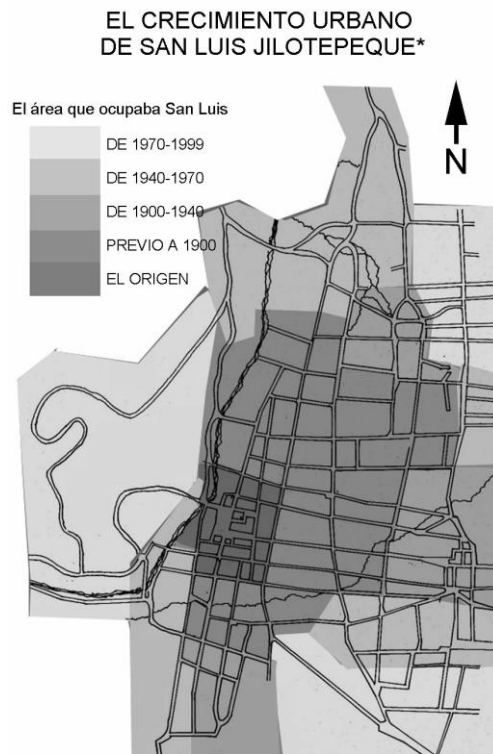 EL CRECIMIENTO URBANO
DE SAN LUIS JILOTEPEQUE*
El área que ocupaba San Luis
DE 1970-1999
DE 1940-1970
DE 1900-1940
PREVIO A 1900
EL ORIGEN
N